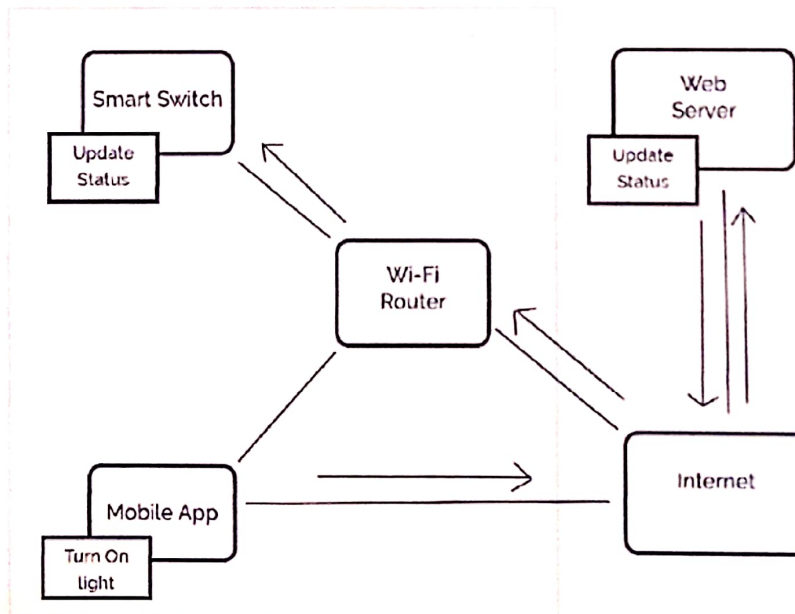 Smart Switch
Update
Status
Web
Server
Update
Status
Wi-Fi
Router
Mobile App
Turn On
light
Internet